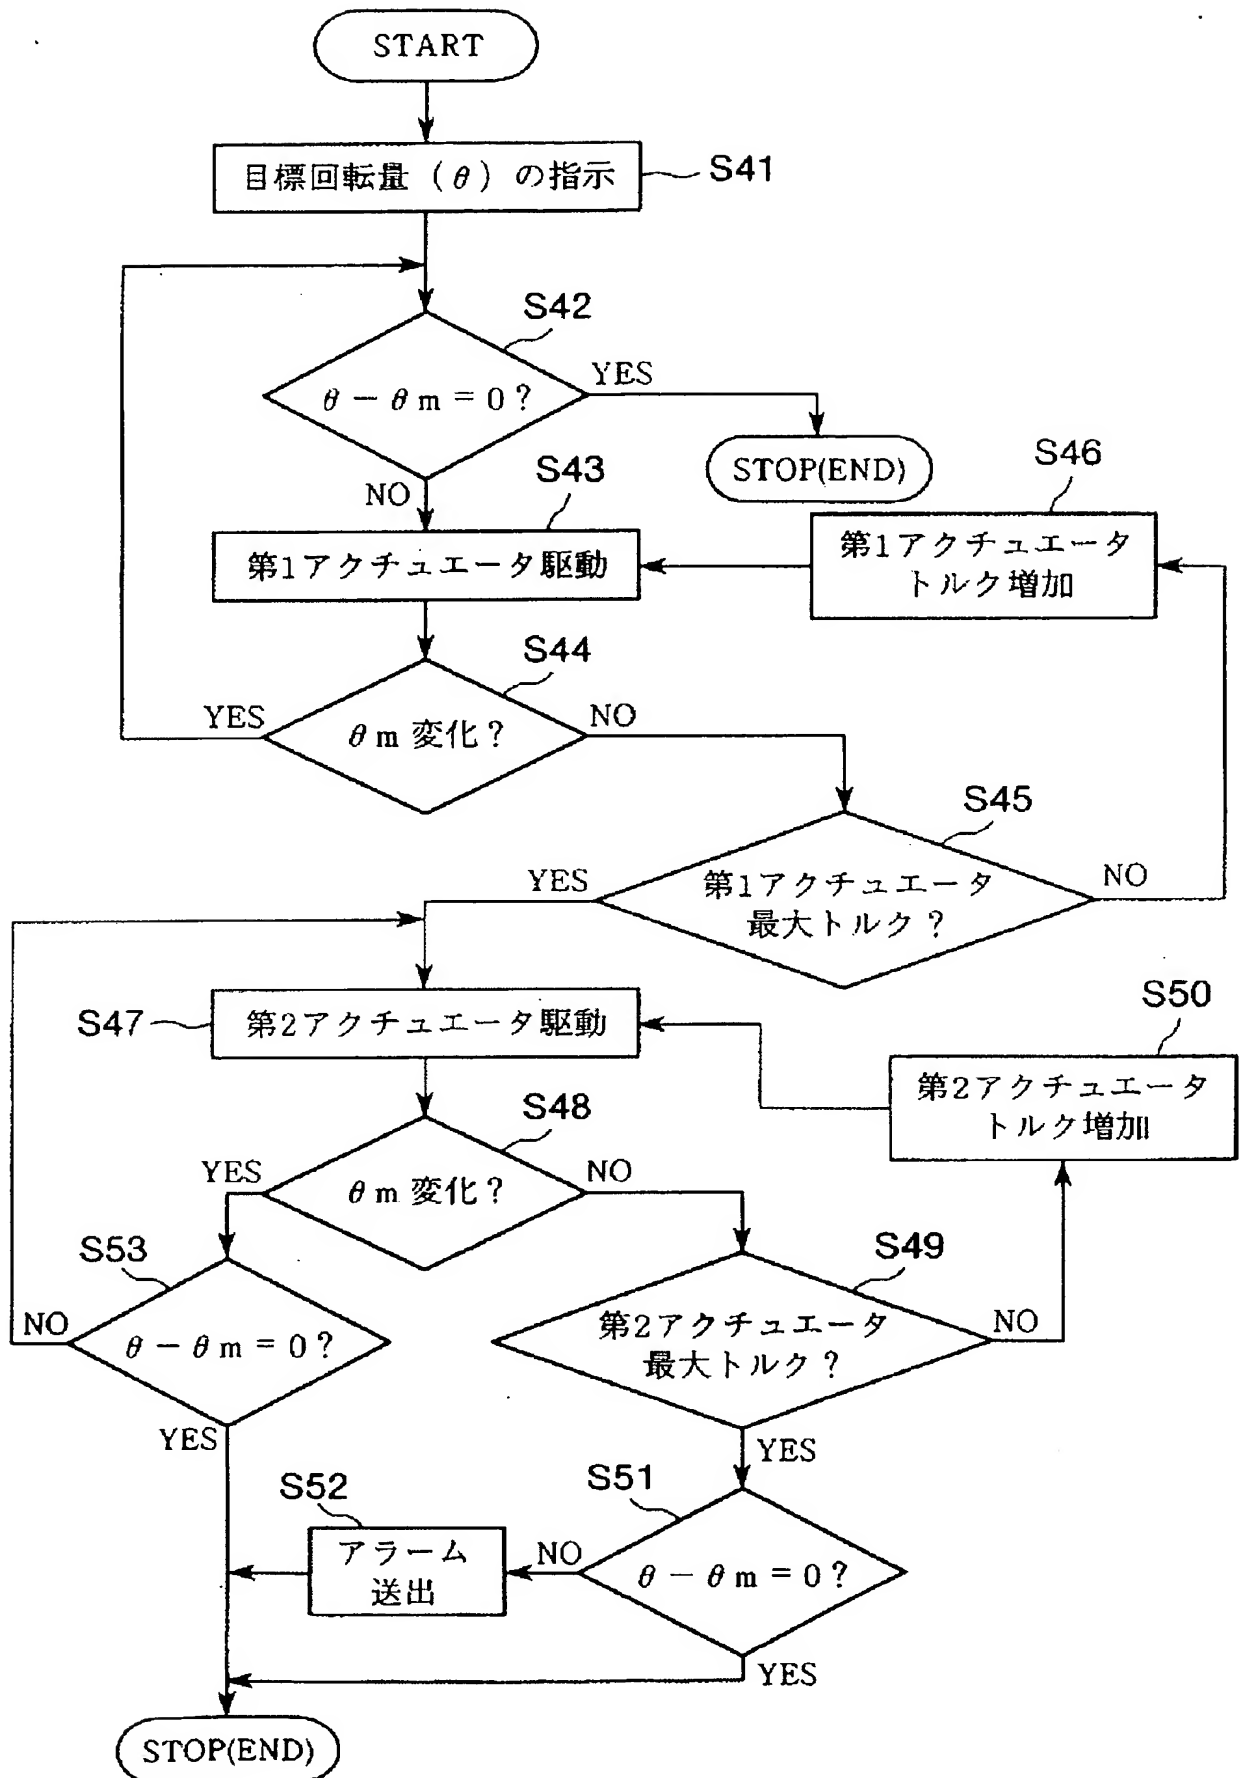 START
目標回転量(θ)の指示
S41
S42
θ-θm=0?
YES
NO
STOP(END)
S43
第1アクチュエータ駆動
S46
第1アクチュエータ
トルク増加
S44
θm変化?
YES
NO
S45
第1アクチュエータ
最大トルク?
YES
NO
S47
第2アクチュエータ駆動
S50
第2アクチュエータ
トルク増加
S48
θm変化?
YES
NO
S53
θ-θm=0?
NO
YES
S49
第2アクチュエータ
最大トルク?
NO
YES
S52
アラーム
送出
S51
θ-θm=0?
NO
YES
STOP(END)